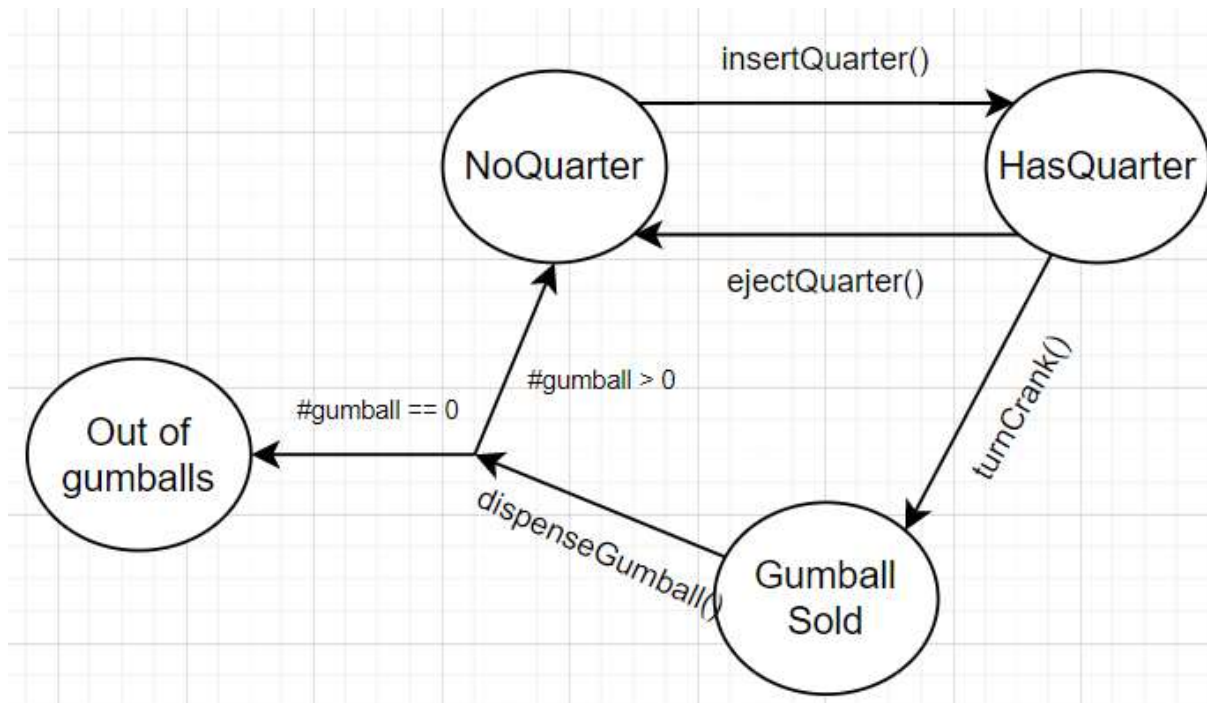 insertQuarter()
NoQuarter
HasQuarter
ejectQuarter()
turnCrank()
#gumball > 0
#gumball == 0
Out of
gumballs
dispenseGumball()
Gumball
Sold